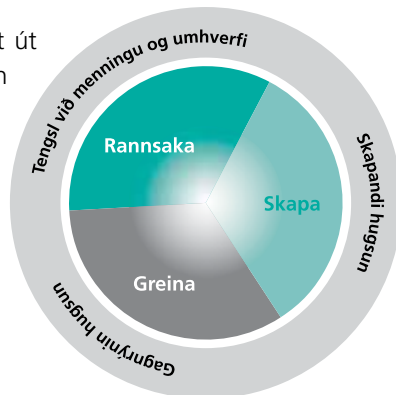 út
Tengsl við menningu og umhverfi
Rannsaka
Skapa
Skapandi hugsun
Greina
Gagnrýnin hugsun